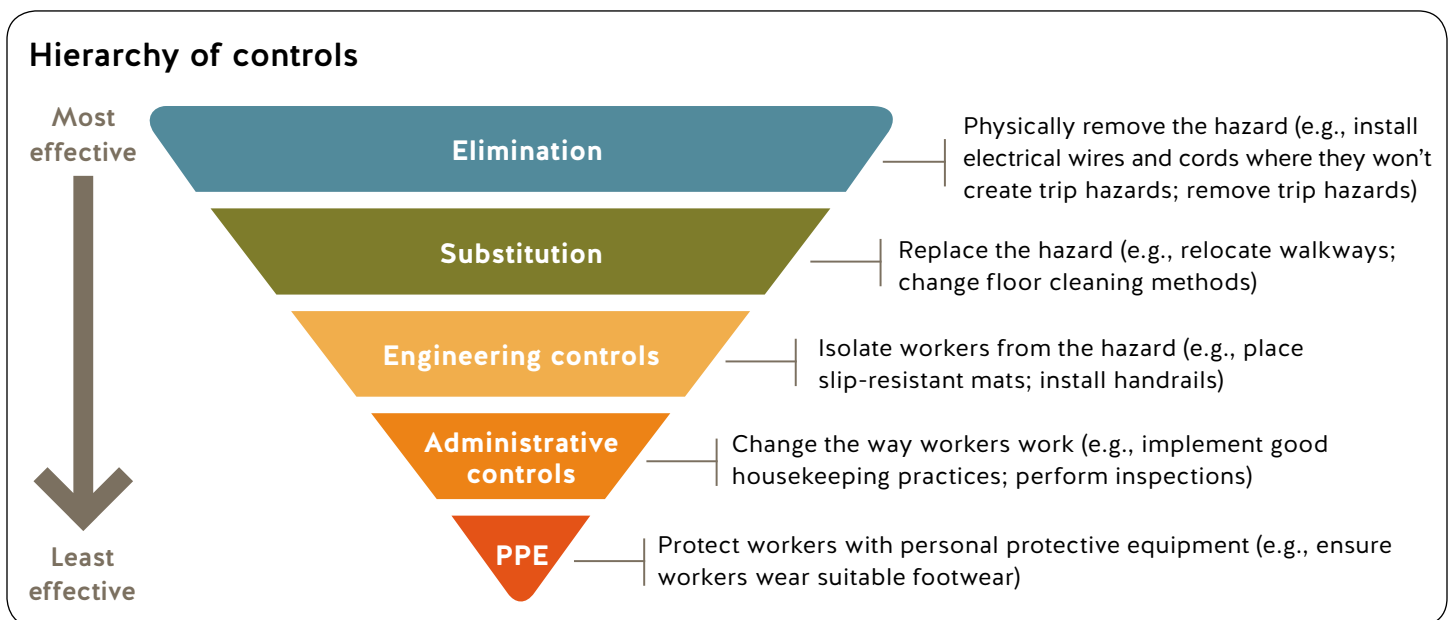 Hierarchy of controls
Most
effective
Elimination
Physically remove the hazard (e.g., install
electrical wires and cords where they won’t
create trip hazards; remove trip hazards)
Substitution
Replace the hazard (e.g., relocate walkways;
change floor cleaning methods)
Engineering controls
Isolate workers from the hazard (e.g., place
slip-resistant mats; install handrails)
Administrative
controls
Change the way workers work (e.g., implement good
housekeeping practices; perform inspections)
PPE
Protect workers with personal protective equipment (e.g., ensure
workers wear suitable footwear)
Least
effective